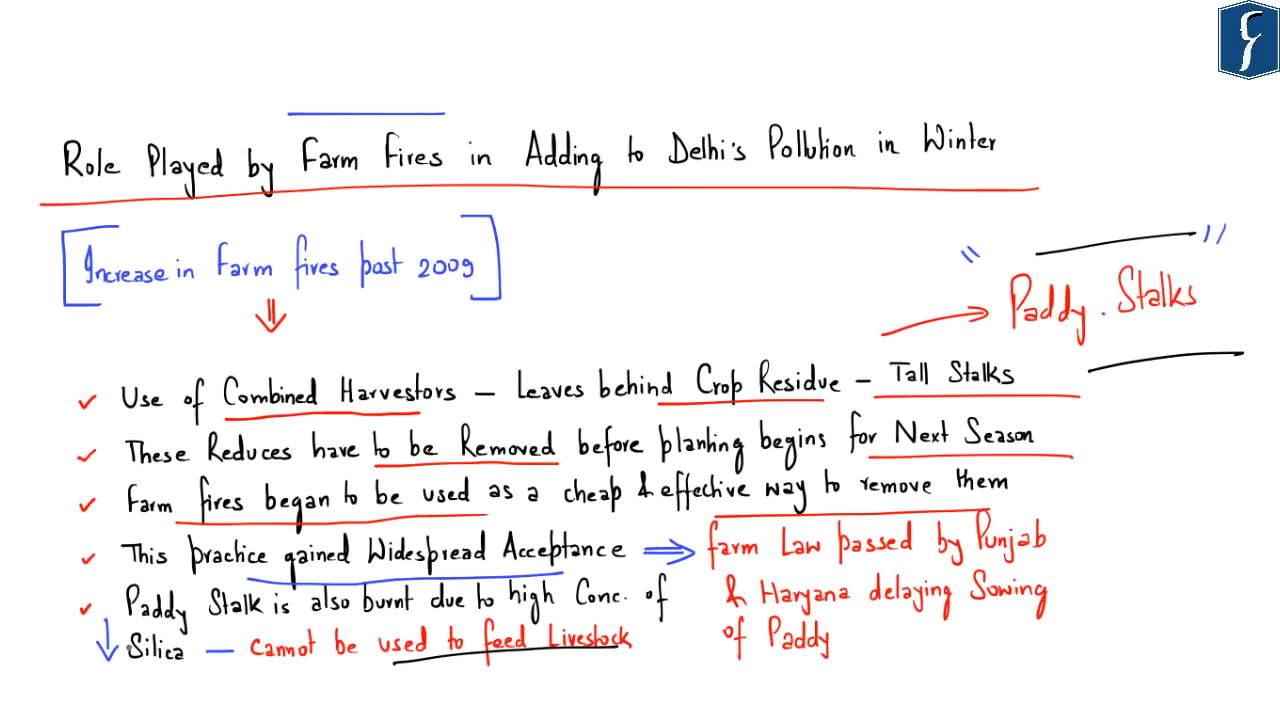 Role Played by Farm Fires in Adding to Delhi's Pollution in Winter
[Increase in Farm fires past 2009]
" Paddy. Stalks "
Use of Combined Harvestors - Leaves behind Crop Residue - Tall Stalks
These Reduces have to be Removed before planting begins for Next Season
Farm fires began to be used as a cheap & effective way to remove them
This practice gained Widespread Acceptance ⇒ farm Law passed by Punjab
& Haryana delaying Sowing
of Paddy
Paddy Stalk is also burnt due to high Conc. of
Silica - cannot be used to feed Livestock